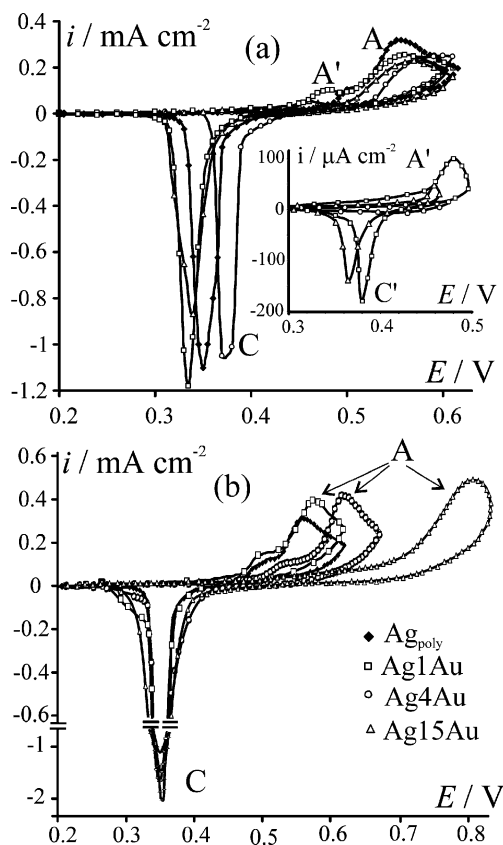 i / mA cm-2
(a)
A
A'
0.4
0.2
0
-0.2
-0.4
-0.6
-0.8
-1
-1.2
C
E / V
0.2 0.3 0.4 0.5 0.6
i / μA cm-2
A'
100
0
-100
-200
C'
E / V
0.3 0.4 0.5
i / mA cm-2
(b)
A
0.6
0.4
0.2
0
-0.2
-0.4
-0.6
-1
-2
C
Agpoly
Ag1Au
Ag4Au
Ag15Au
E / V
0.2 0.3 0.4 0.5 0.6 0.7 0.8